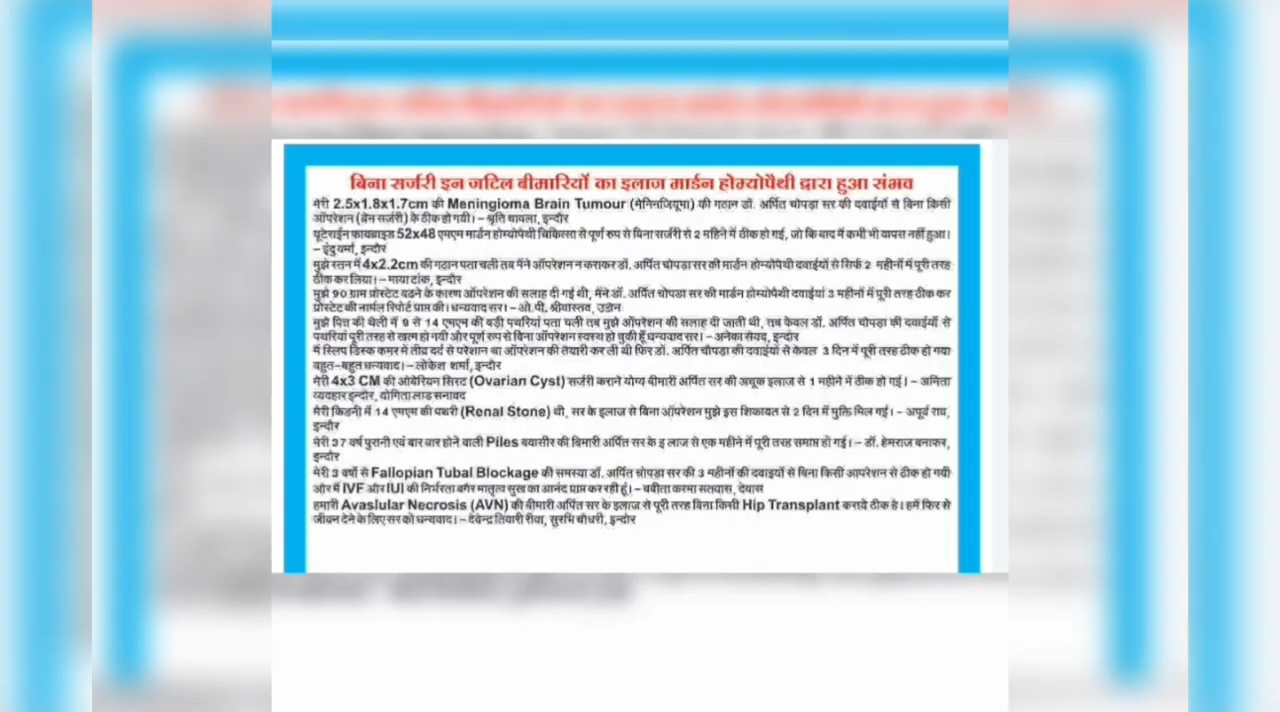 बिना सर्जरी इन जटिल बीमारियों का इलाज मार्डन होम्योपैथी द्वारा हुआ संभव
मेरी 2.5x1.8x1.7cm की Meningioma Brain Tumour (मेनिनजियूमा) की गठान डॉ. अर्पित चोपड़ा सर की दवाईयों से बिना किसी
ऑपरेशन (ब्रेन सर्जरी) के ठीक हो गयी। – श्रृति चावला, इन्दौर
यूटेराईन फायब्राइड 52x48 एमएम मार्डन होम्योपैथी चिकित्सा से पूर्ण रुप से बिना सर्जरी से 2 महिने में ठीक हो गई, जो कि बाद में कभी भी वापस नहीं हुआ।
– इंदु वर्मा, इन्दौर
मुझे स्तन में 4x2.2cm की गठान पता चली तब मैंने ऑपरेशन न कराकर डॉ. अर्पित चोपड़ा सर की मार्डन होम्योपैथी दवाईयों से सिर्फ 2 महीनों में पूरी तरह
ठीक कर लिया। – माया टांक, इन्दौर
मुझे 90 ग्राम प्रोस्टेट बढने के कारण ऑपरेशन की सलाह दी गई थी, मैंने डॉ. अर्पित चोपडा सर की मार्डन होम्योपैथी दवाईयां 3 महीनों में पूरी तरह ठीक कर
प्रोस्टेट की नार्मल रिपोर्ट प्राप्त की। धन्यवाद सर। – ओ.पी. श्रीवास्तव, उज्जैन
मुझे पित्त की थैली में 9 से 14 एमएम की बड़ी पथरियां पता चली तब मुझे ऑपरेशन की सलाह दी जाती थी, तब केवल डॉ. अर्पित चोपड़ा की दवाईयों से
पथरियां पूरी तरह से खत्म हो गयी और पूर्ण रुप से बिना ऑपरेशन स्वस्थ हो चुकी हूँ धन्यवाद सर। – अनेका सैयद, इन्दौर
मैं स्लिप डिस्क कमर में तीव्र दर्द से परेशान था ऑपरेशन की तैयारी कर ली थी फिर डॉ. अर्पित चौपड़ा की दवाईयों से केवल 3 दिन में पूरी तरह ठीक हो गया
बहुत–बहुत धन्यवाद। – लोकेश शर्मा, इन्दौर
मेरी 4x3 CM की ओबेरियन सिस्ट (Ovarian Cyst) सर्जरी कराने योग्य बीमारी अर्पित सर की अचूक इलाज से 1 महीने में ठीक हो गई। – अमिता
व्यवहार इन्दौर, योगिता लाड सनावद
मेरी किडनी में 14 एमएम की पथरी (Renal Stone) थी, सर के इलाज से बिना ऑपरेशन मुझे इस शिकायत से 2 दिन में मुक्ति मिल गई। – अपूर्व राय,
इन्दौर
मेरी 37 वर्ष पुरानी एवं बार बार होने वाली Piles बवासीर की बिमारी अर्पित सर के इ लाज से एक महीने में पूरी तरह समाप्त हो गई। – डॉ. हेमराज बनाफर,
इन्दौर
मेरी 3 वर्षो से Fallopian Tubal Blockage की समस्या डॉ. अर्पित चोपड़ा सर की 3 महीनों की दवाइयों से बिना किसी आपरेशन से ठीक हो गयी
और में IVF और IUI की निर्भरता बगैर मातृत्व सुख का आनंद प्राप्त कर रही हूं। – बबीता करमा सतवास, देवास
हमारी Avaslular Necrosis (AVN) की बीमारी अर्पित सर के इलाज से पूरी तरह बिना किसी Hip Transplant कराये ठीक हे। हमें फिर से
जीवन देने के लिए सर को धन्यवाद। – देवेन्द्र तिवारी रीवा, सुरभि चौधरी, इन्दौर